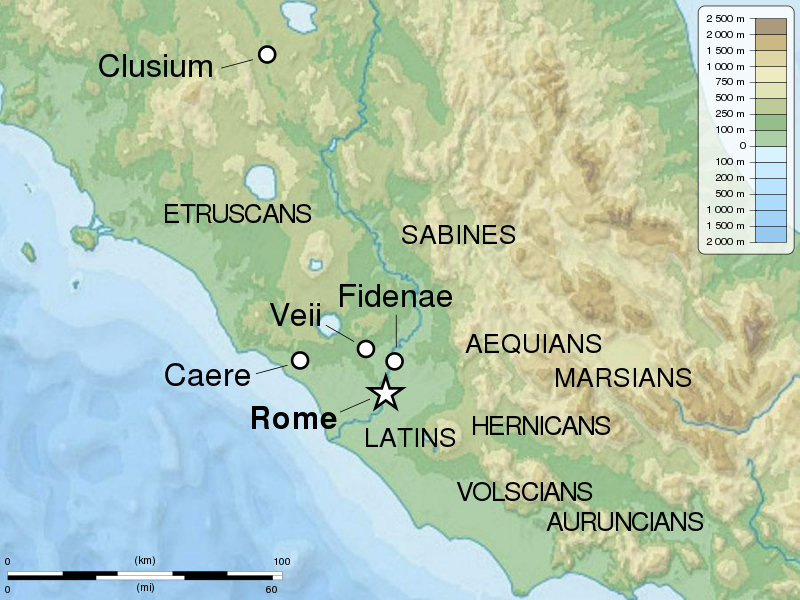 Clusium
ETRUSCANS
SABINES
Fidenae
Veii
AEQUIANS
Caere
MARSIANS
Rome
LATINS
HERNICANS
VOLSCIANS
AURUNCIANS
2 500 m
2 000 m
1 500 m
1 000 m
750 m
500 m
250 m
100 m
0
100 m
200 m
500 m
1 000 m
1 500 m
2 000 m
0 (km) 100
0 (mi) 60